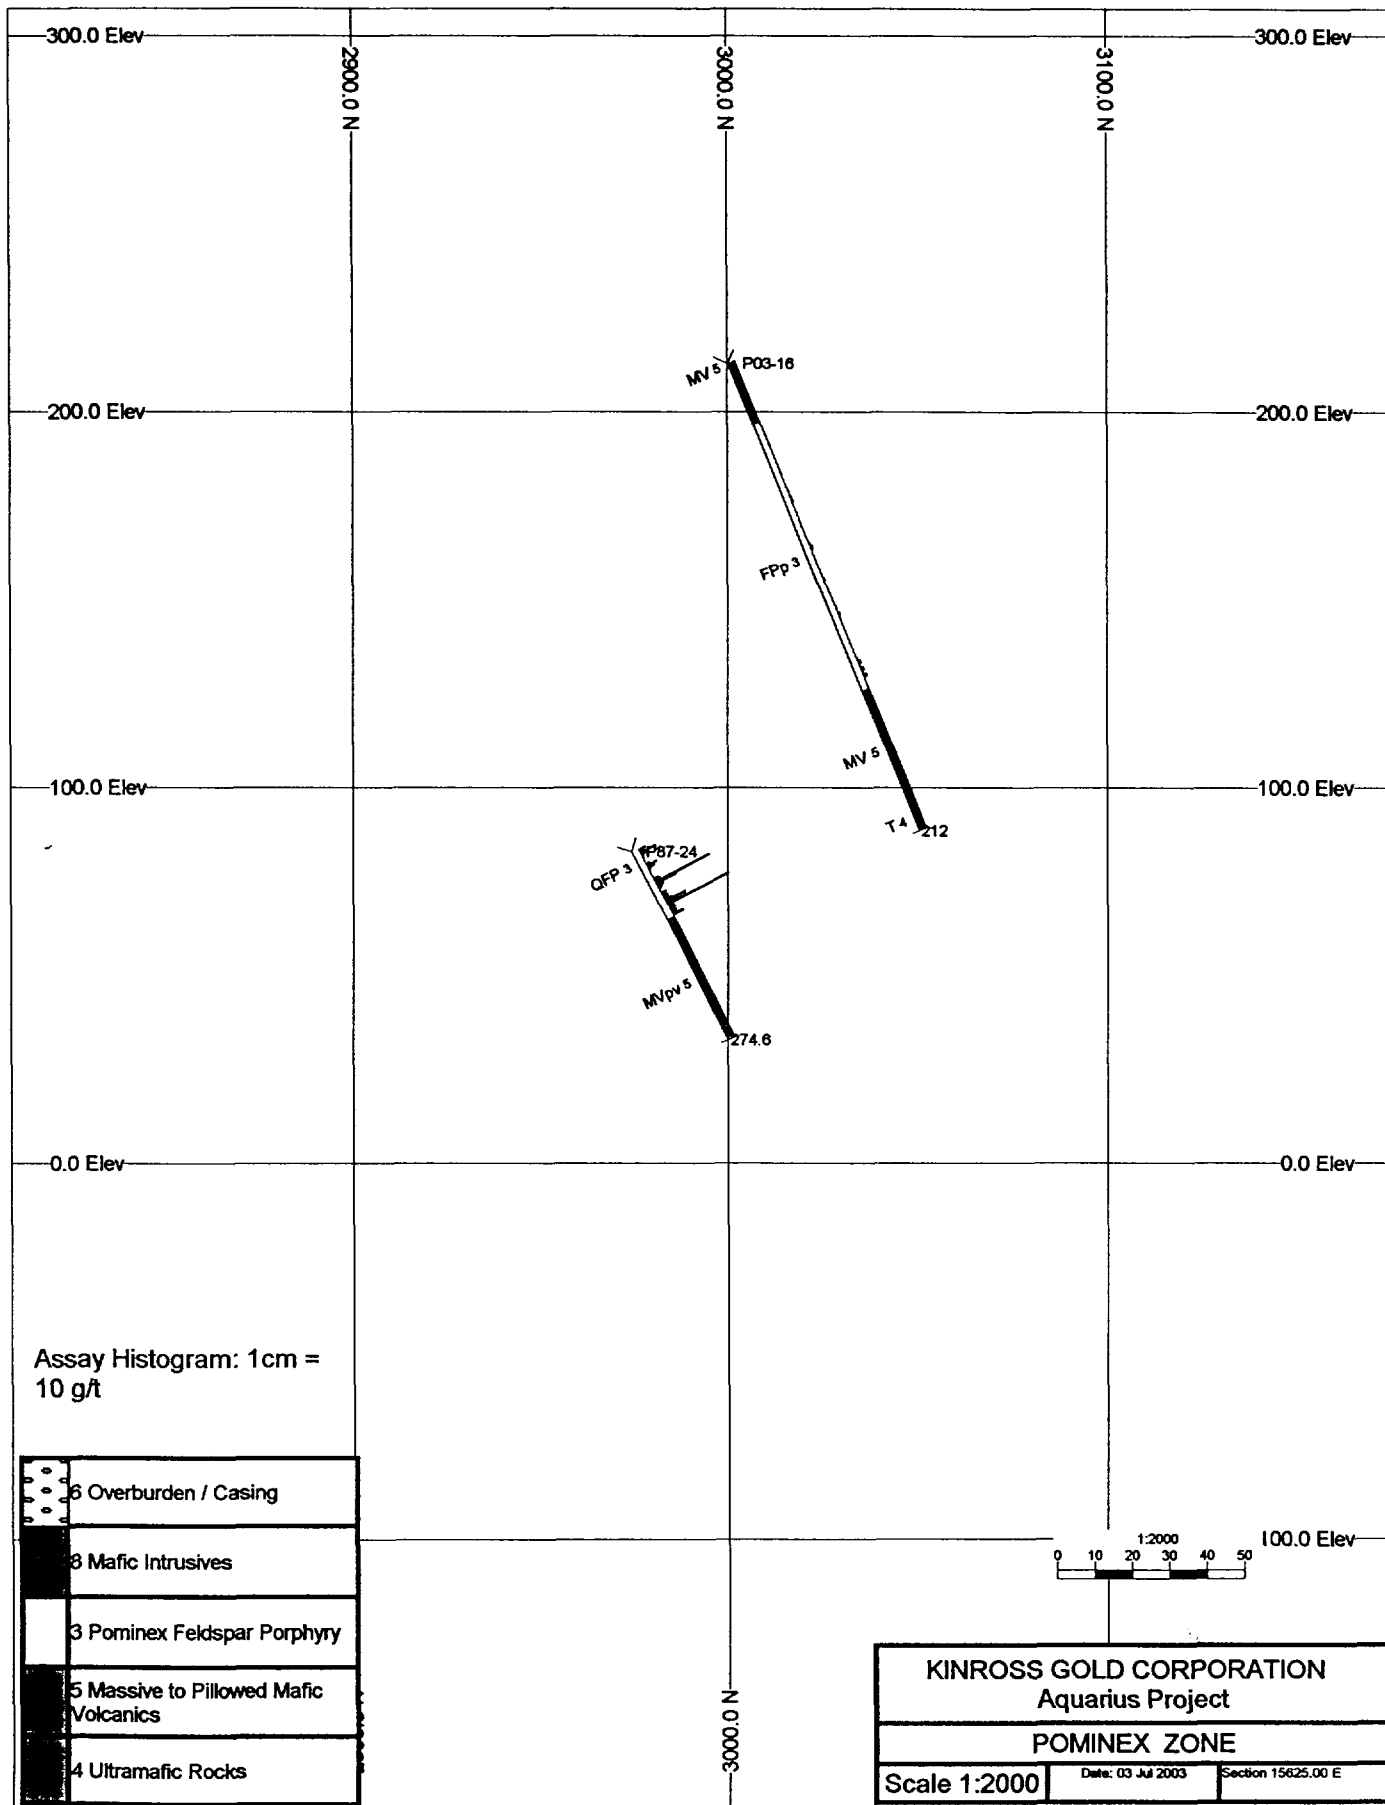 300.0 Elev
300.0 Elev
2900.0 N
3000.0 N
3100.0 N
MV 5
P03-16
200.0 Elev
200.0 Elev
FPp 3
MV 5
100.0 Elev
100.0 Elev
T 4
212
P87-24
QFP 3
MVpv 5
274.6
0.0 Elev
0.0 Elev
Assay Histogram: 1cm =
10 g/t
6 Overburden / Casing
8 Mafic Intrusives
3 Pominex Feldspar Porphyry
5 Massive to Pillowed Mafic
Volcanics
4 Ultramafic Rocks
1:2000
100.0 Elev
0 10 20 30 40 50
3000.0 N
KINROSS GOLD CORPORATION
Aquarius Project
POMINEX ZONE
Scale 1:2000
Date: 03 Jul 2003
Section 15625.00 E